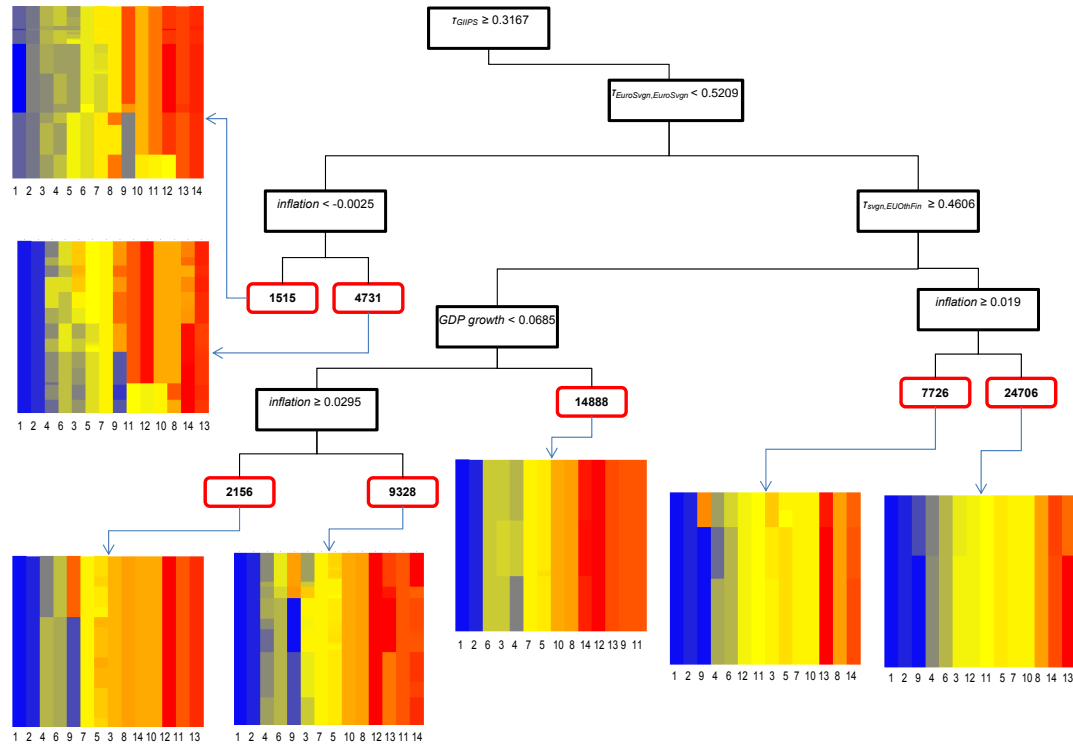 τGIIPS ≥ 0.3167
τEuroSvgn,EuroSvgn < 0.5209
inflation < -0.0025
τsvgn,EUOthFin ≥ 0.4606
1 2 3 4 5 6 7 8 9 10 11 12 13 14
1515
4731
inflation ≥ 0.019
GDP growth < 0.0685
7726
24706
14888
inflation ≥ 0.0295
1 2 4 6 3 5 7 9 11 12 10 8 14 13
2156
9328
1 2 6 3 4 7 5 10 8 14 12 13 9 11
1 2 9 4 6 12 11 3 5 7 10 13 8 14
1 2 9 4 6 3 12 11 5 7 10 8 14 13
1 2 4 6 9 7 5 3 8 14 10 12 11 13
1 2 4 6 9 3 7 5 10 8 12 13 11 14